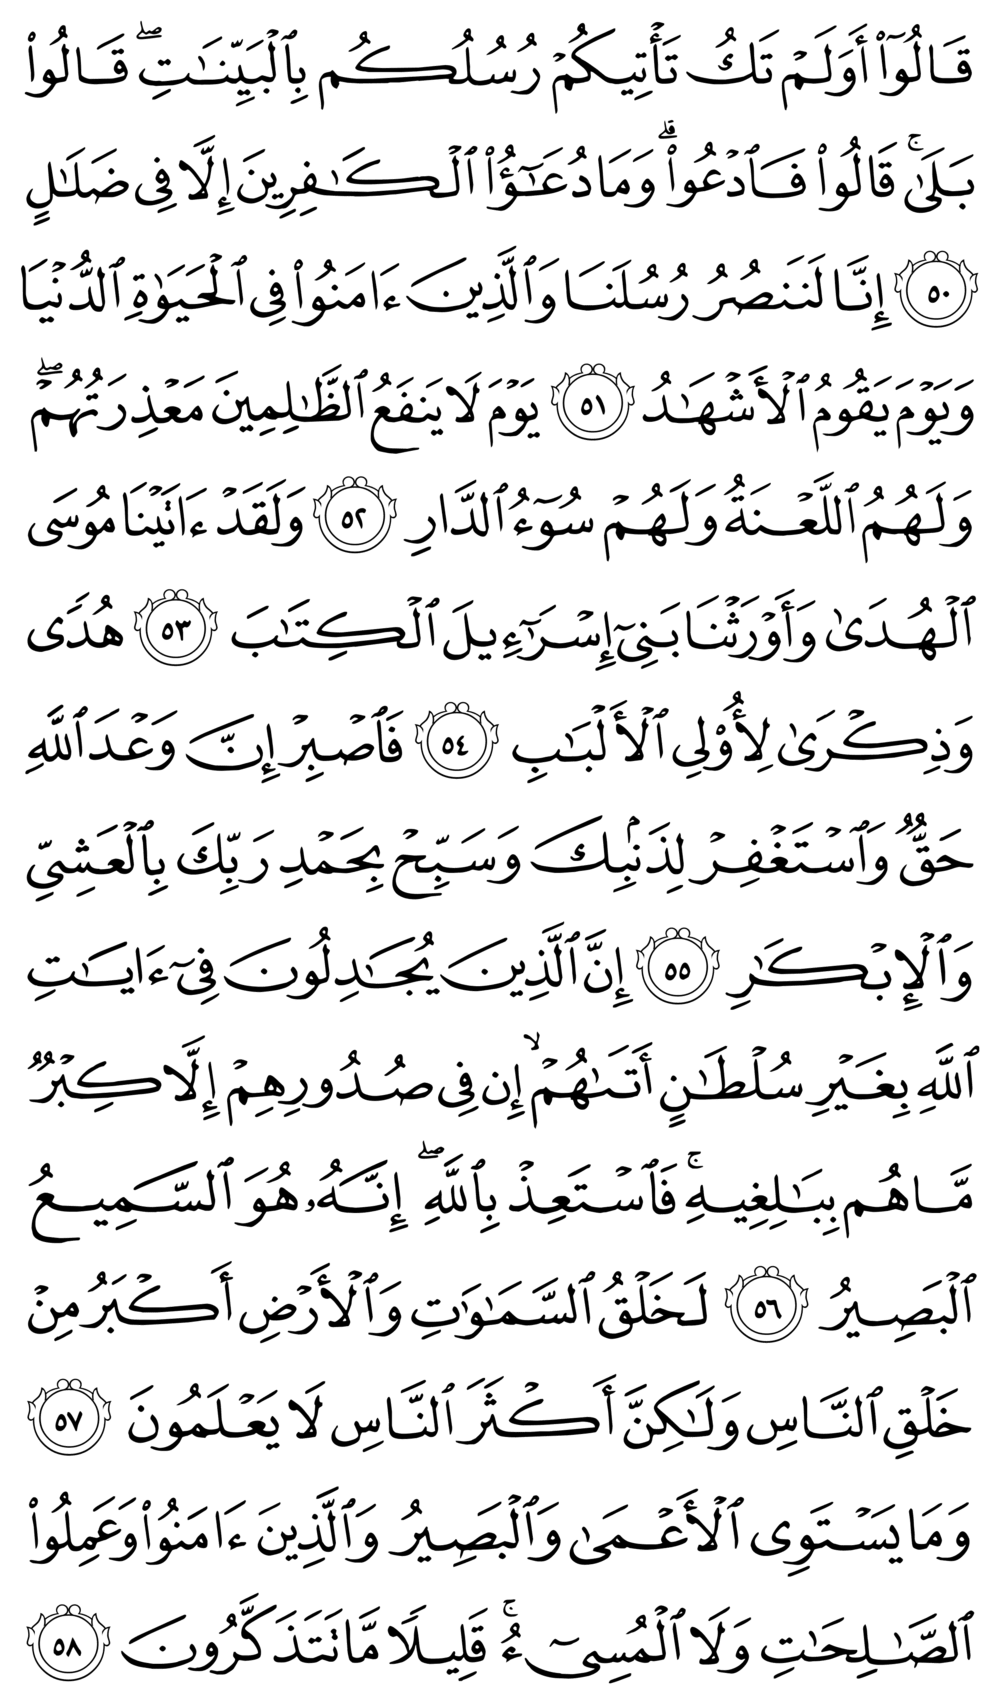 قَالُوٓا۟ أَوَلَمْ تَكُ تَأْتِيكُمْ رُسُلُكُم بِٱلْبَيِّنَـٰتِ ۖ قَالُوا۟
بَلَىٰ ۚ قَالُوا۟ فَٱدْعُوا۟ ۗ وَمَا دُعَـٰٓؤُا۟ ٱلْكَـٰفِرِينَ إِلَّا فِى ضَلَـٰلٍ
٥٠ إِنَّا لَنَنصُرُ رُسُلَنَا وَٱلَّذِينَ ءَامَنُوا۟ فِى ٱلْحَيَوٰةِ ٱلدُّنْيَا
وَيَوْمَ يَقُومُ ٱلْأَشْهَـٰدُ ٥١ يَوْمَ لَا يَنفَعُ ٱلظَّـٰلِمِينَ مَعْذِرَتُهُمْ ۖ
وَلَهُمُ ٱللَّعْنَةُ وَلَهُمْ سُوٓءُ ٱلدَّارِ ٥٢ وَلَقَدْ ءَاتَيْنَا مُوسَى
ٱلْهُدَىٰ وَأَوْرَثْنَا بَنِىٓ إِسْرَٰٓءِيلَ ٱلْكِتَـٰبَ ٥٣ هُدًى
وَذِكْرَىٰ لِأُو۟لِى ٱلْأَلْبَـٰبِ ٥٤ فَٱصْبِرْ إِنَّ وَعْدَ ٱللَّهِ
حَقٌّ وَٱسْتَغْفِرْ لِذَنۢبِكَ وَسَبِّحْ بِحَمْدِ رَبِّكَ بِٱلْعَشِىِّ
وَٱلْإِبْكَـٰرِ ٥٥ إِنَّ ٱلَّذِينَ يُجَـٰدِلُونَ فِىٓ ءَايَـٰتِ
ٱللَّهِ بِغَيْرِ سُلْطَـٰنٍ أَتَىٰهُمْ ۙ إِن فِى صُدُورِهِمْ إِلَّا كِبْرٌ
مَّا هُم بِبَـٰلِغِيهِ ۚ فَٱسْتَعِذْ بِٱللَّهِ ۖ إِنَّهُۥ هُوَ ٱلسَّمِيعُ
ٱلْبَصِيرُ ٥٦ لَخَلْقُ ٱلسَّمَـٰوَٰتِ وَٱلْأَرْضِ أَكْبَرُ مِنْ
خَلْقِ ٱلنَّاسِ وَلَـٰكِنَّ أَكْثَرَ ٱلنَّاسِ لَا يَعْلَمُونَ ٥٧
وَمَا يَسْتَوِى ٱلْأَعْمَىٰ وَٱلْبَصِيرُ وَٱلَّذِينَ ءَامَنُوا۟ وَعَمِلُوا۟
ٱلصَّـٰلِحَـٰتِ وَلَا ٱلْمُسِىٓءُ ۚ قَلِيلًا مَّا تَتَذَكَّرُونَ ٥٨